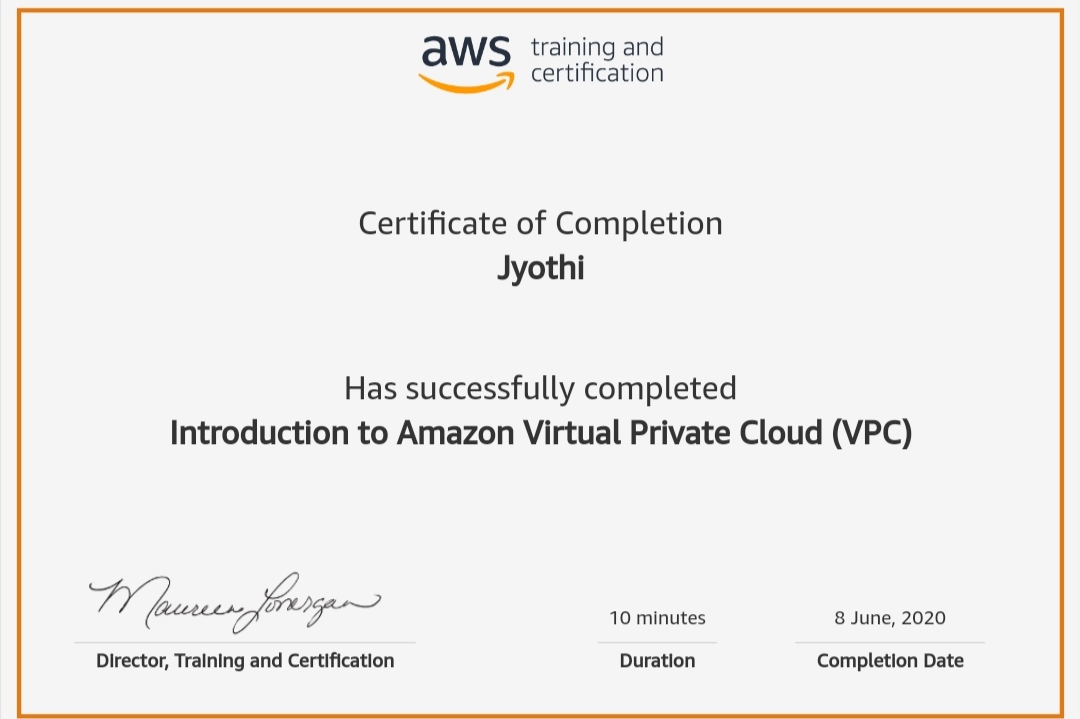 aws training and
certification
Certificate of Completion
Jyothi
Has successfully completed
Introduction to Amazon Virtual Private Cloud (VPC)
Maureen Lonergan
10 minutes
8 June, 2020
Director, Training and Certification
Duration
Completion Date